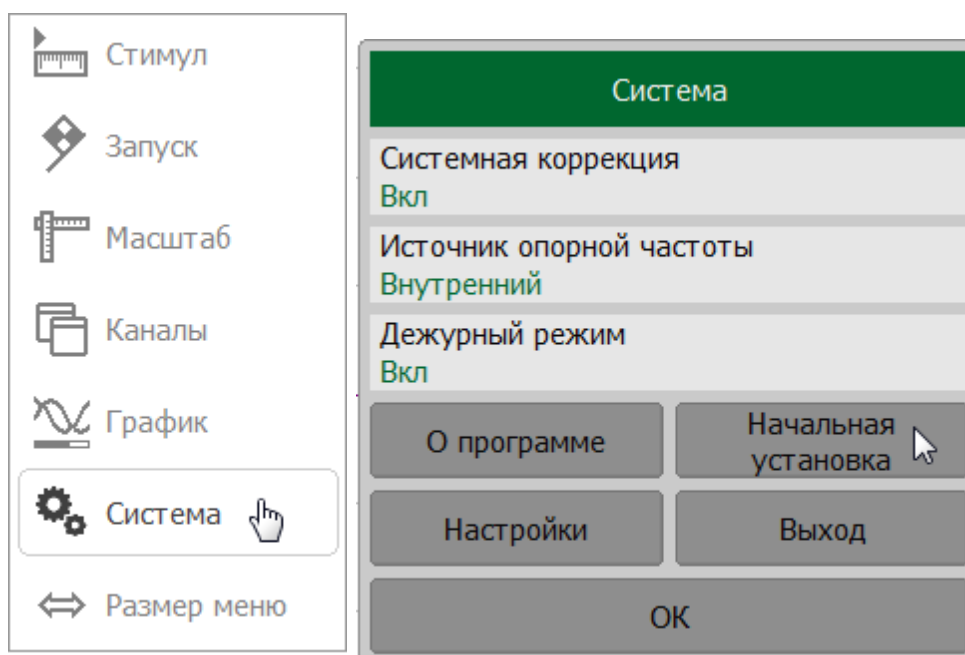 Стимул
Запуск
Масштаб
Каналы
График
Система
Размер меню
Система
Системная коррекция
Вкл
Источник опорной частоты
Внутренний
Дежурный режим
Вкл
О программе
Начальная
установка
Настройки
Выход
ОК